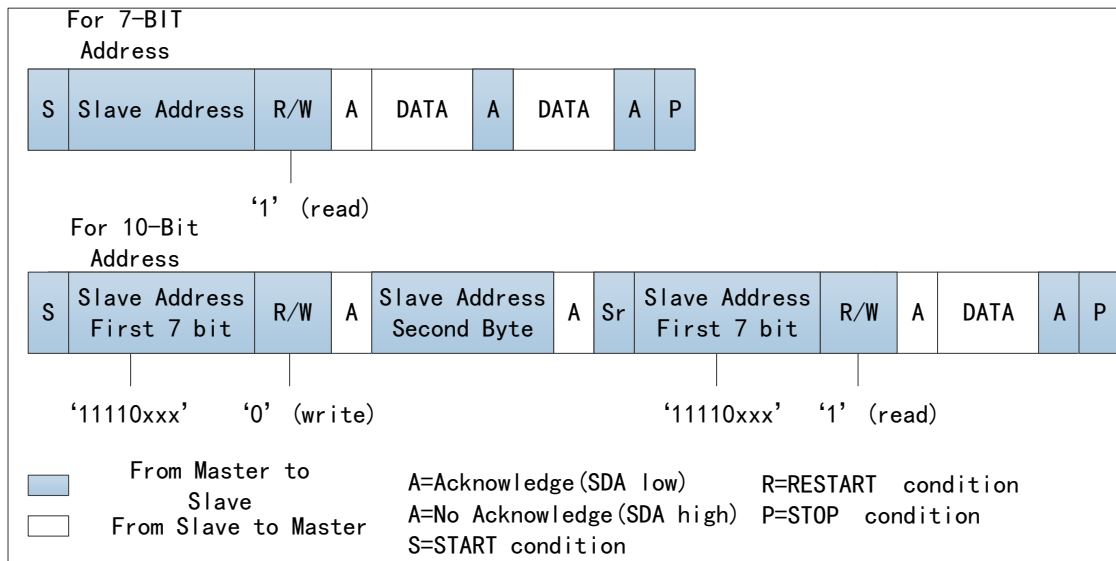 For 7-BIT
Address
S Slave Address R/W A DATA A DATA A P
‘1’ (read)
For 10-Bit
Address
S Slave Address First 7 bit R/W A Slave Address Second Byte A Sr Slave Address First 7 bit R/W A DATA A P
‘11110xxx’ ‘0’ (write) ‘11110xxx’ ‘1’ (read)
From Master to
Slave
From Slave to Master
A=Acknowledge(SDA low)
A=No Acknowledge(SDA high)
S=START condition
R=RESTART condition
P=STOP condition